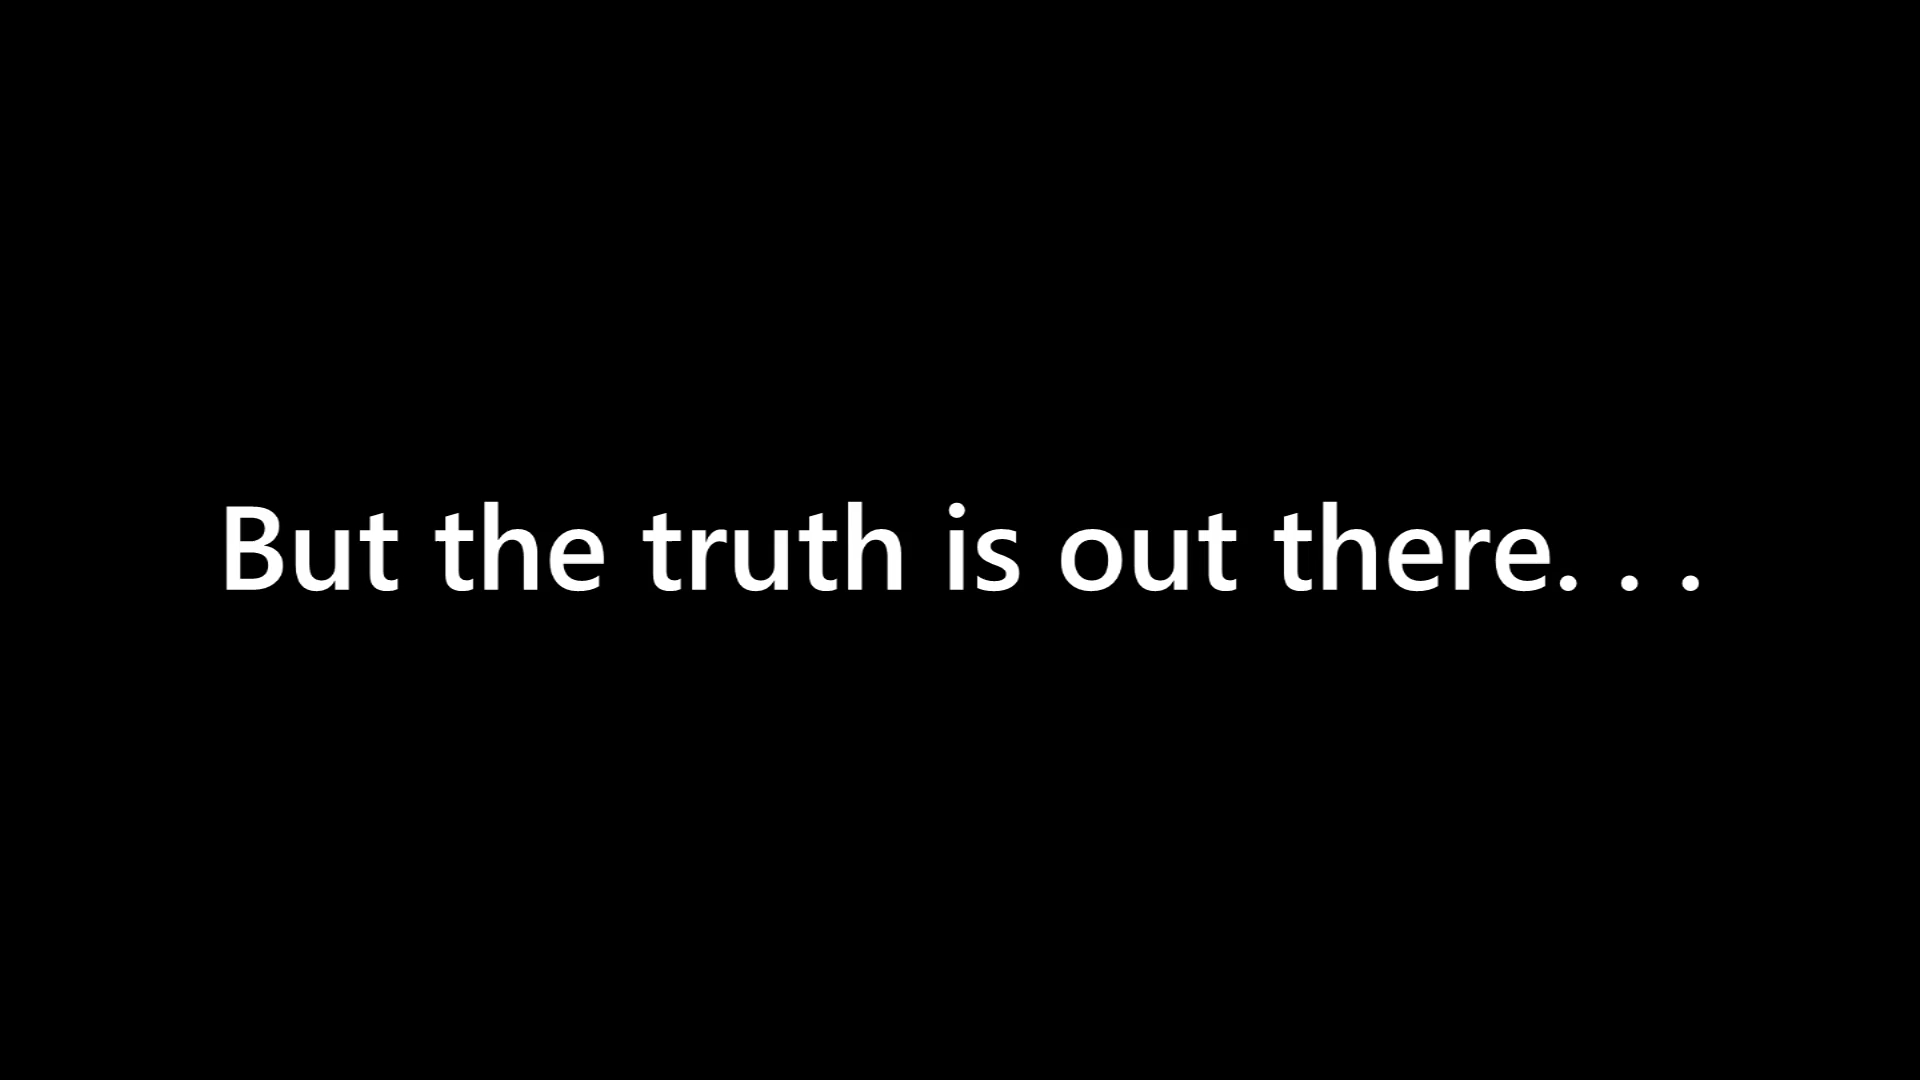 But the truth is out there. . .